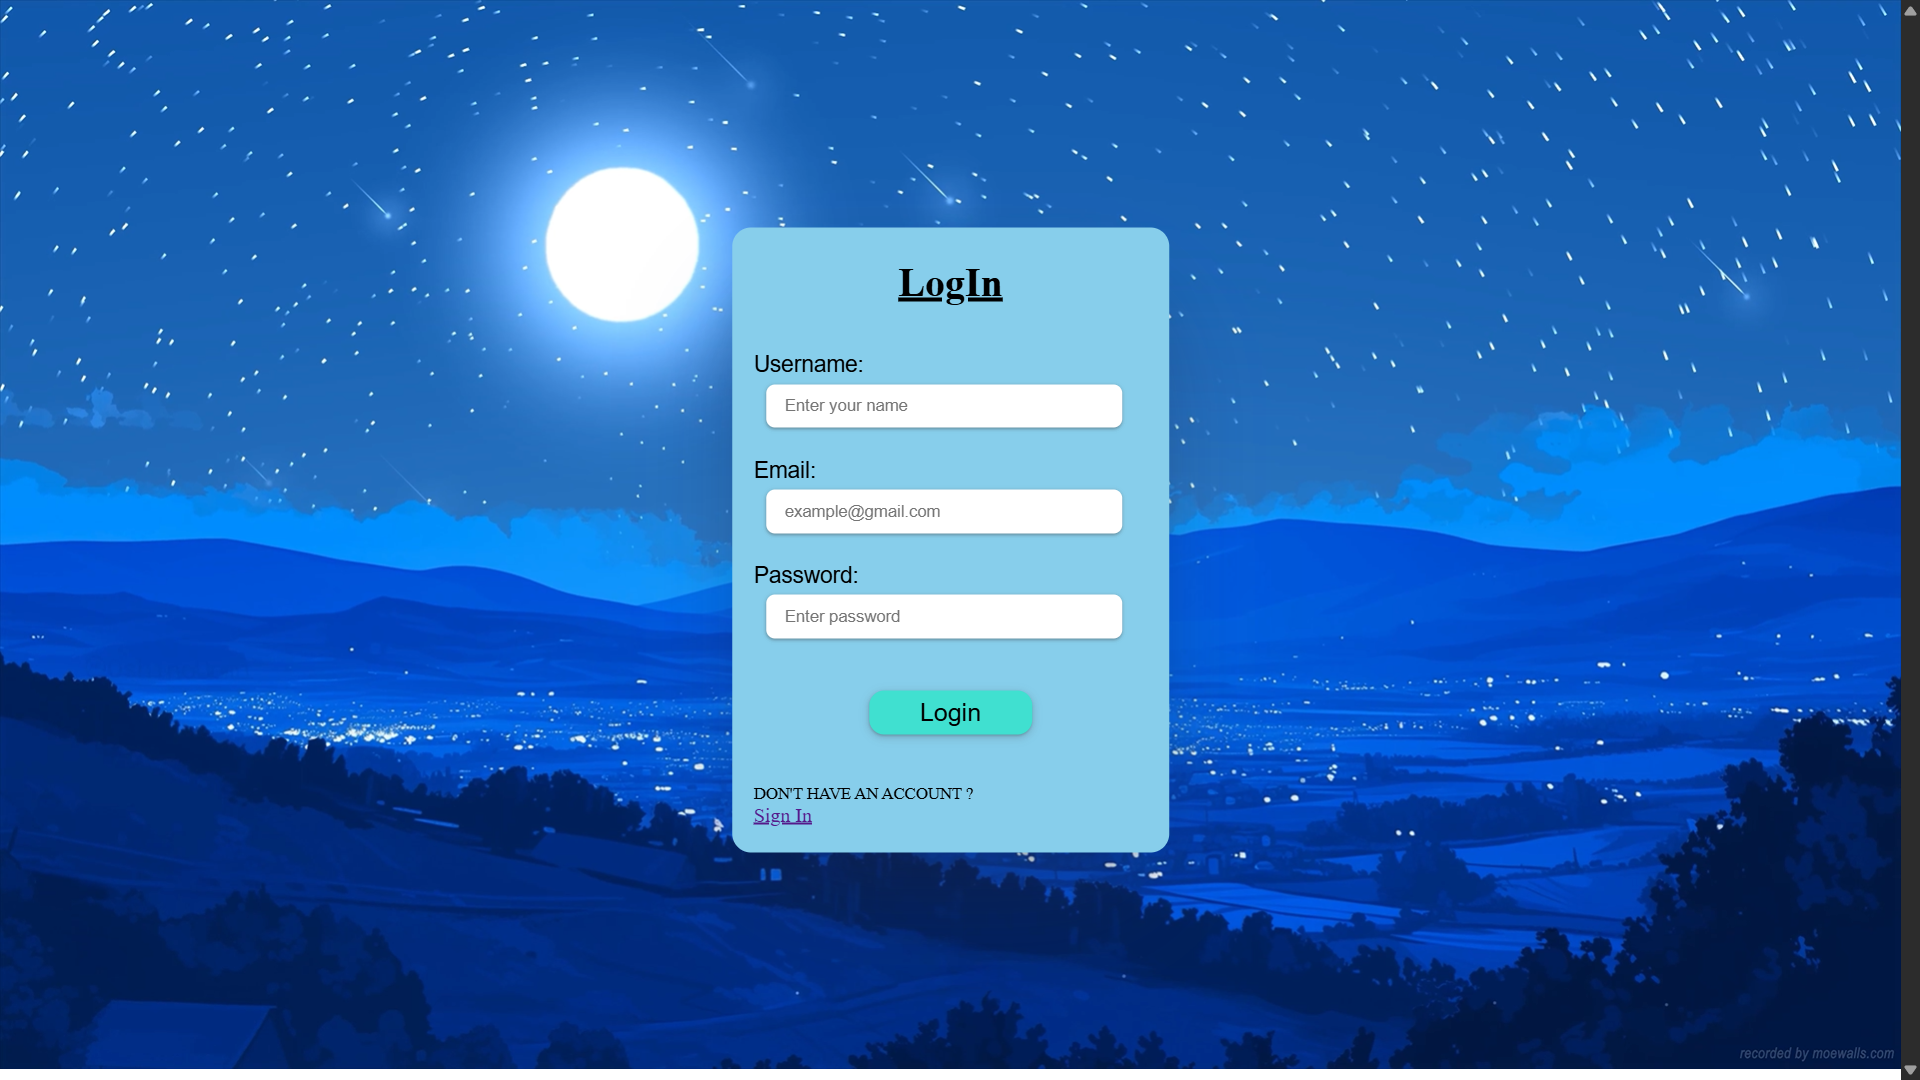 LogIn
Username:
Enter your name
Email:
example@gmail.com
Password:
Enter password
Login
DON'T HAVE AN ACCOUNT ?
Sign In
recorded by moewalls.com